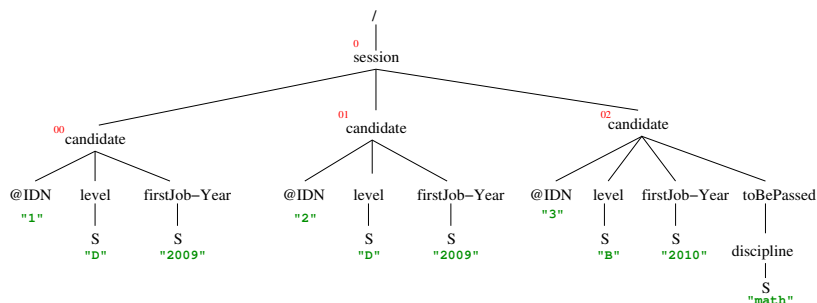 /
0
session
00 01 02
candidate candidate candidate
@IDN level firstJob-Year @IDN level firstJob-Year @IDN level firstJob-Year toBePassed
"1" "2" "3"
S S S S S S discipline
"D" "2009" "D" "2009" "B" "2010"
S
"math"